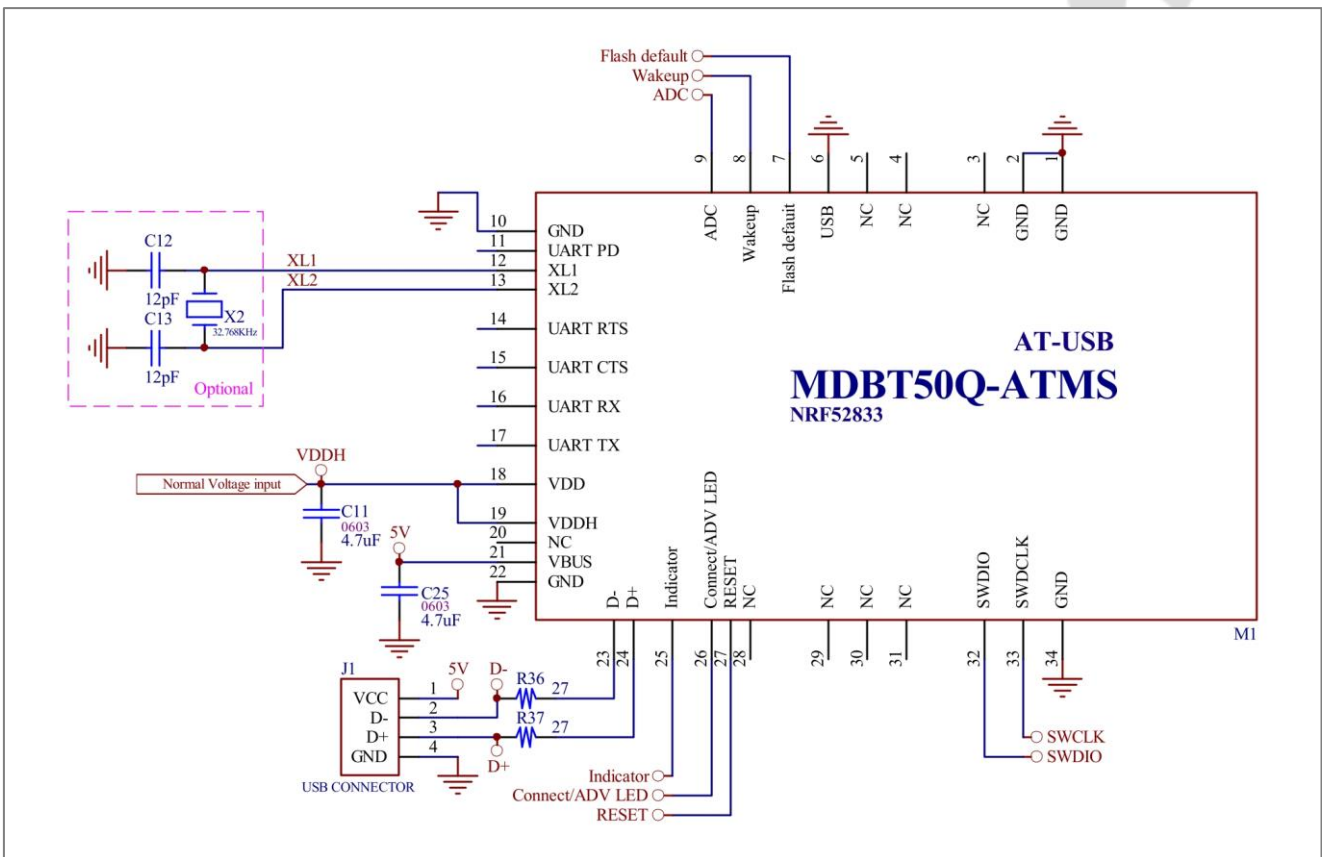 Flash default
Wakeup
ADC
9
8
7
6
5
4
3
2
1
ADC
Wakeup
Flash defauit
USB
NC
NC
NC
GND
GND
10 GND
11 UART PD
12 XL1
13 XL2
14 UART RTS
15 UART CTS
16 UART RX
17 UART TX
18 VDD
19 VDDH
20 NC
21 VBUS
22 GND
C12
12pF
XL1
XL2
C13
12pF
X2
32.768KHz
Optional
AT-USB
MDBT50Q-ATMS
NRF52833
VDDH
Normal Voltage input
C11
0603
4.7uF
5V
C25
0603
4.7uF
D-
D+
Indicator
Connect/ADV LED
RESET
NC
NC
NC
NC
SWDIO
SWDCLK
GND
M1
23
24
25
26
27
28
29
30
31
32
33
34
J1
VCC 1
D- 2
D+ 3
GND 4
USB CONNECTOR
5V
D-
R36 27
R37 27
D+
Indicator
Connect/ADV LED
RESET
SWCLK
SWDIO